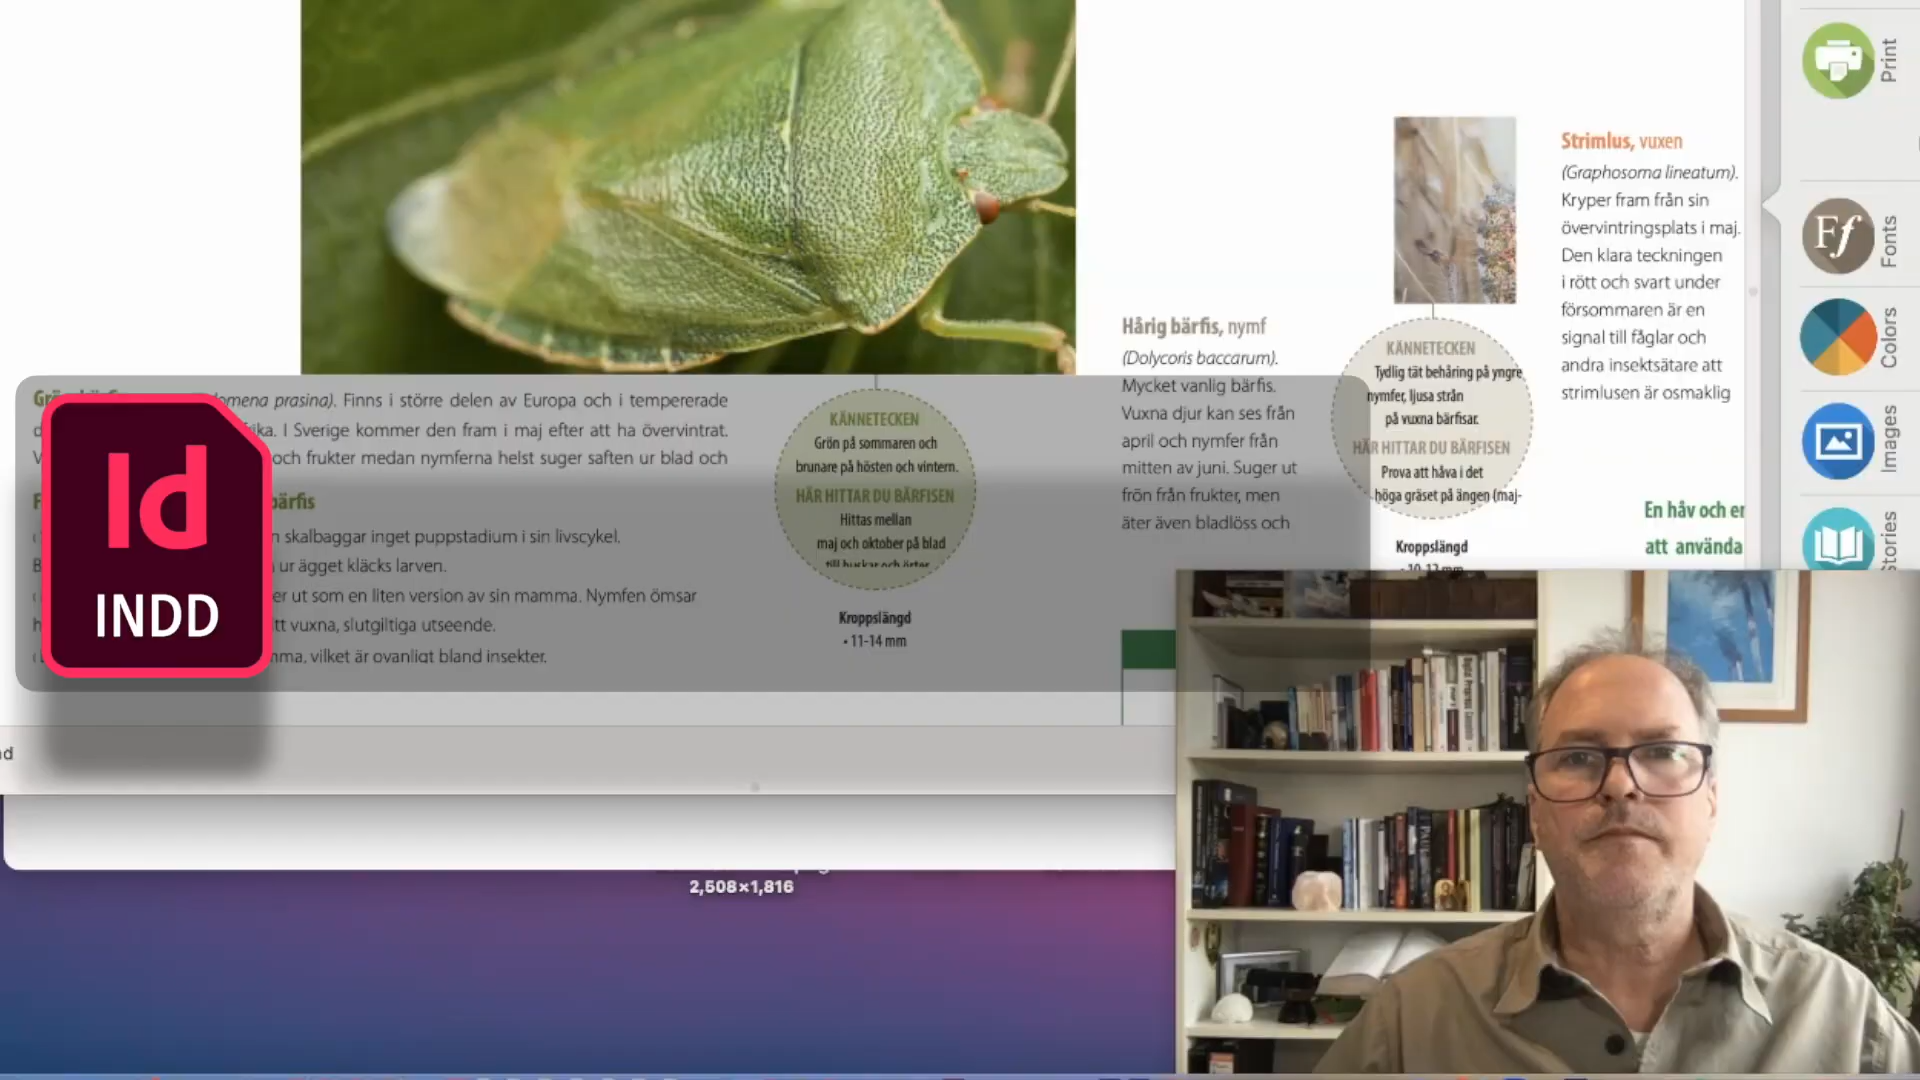 Print
Fonts
Colors
Images
Stories
Strimlus, vuxen
(Graphosoma lineatum).
Kryper fram från sin
övervintringsplats i maj.
Den klara teckningen
i rött och svart under
försommaren är en
signal till fåglar och
andra insektsätare att
strimlusen är osmaklig
Hårig bärfis, nymf
(Dolycoris baccarum).
Mycket vanlig bärfis.
Vuxna djur kan ses från
april och nymfer från
mitten av juni. Suger ut
frön från frukter, men
äter även bladlöss och
KÄNNETECKEN
Tydlig tät behåring på yngre
nymfer, ljusa strån
på vuxna bärfisar.
HÄR HITTAR DU BÄRFISEN
Prova att håva i det
höga gräset på ängen (maj-
Kroppslängd
• 10-12 mm
En håv och en
att använda
prasina). Finns i större delen av Europa och i tempererade
I Sverige kommer den fram i maj efter att ha övervintrat.
och frukter medan nymferna helst suger saften ur blad och
bärfis
skalbaggar inget puppstadium i sin livscykel.
ur ägget kläcks larven.
ut som en liten version av sin mamma. Nymfen ömsar
vuxna, slutgiltiga utseende.
vilket är ovanligt bland insekter.
KÄNNETECKEN
Grön på sommaren och
brunare på hösten och vintern.
HÄR HITTAR DU BÄRFISEN
Hittas mellan
maj och oktober på blad
till buskar och örter
Kroppslängd
• 11-14 mm
Id
INDD
2,508×1,816